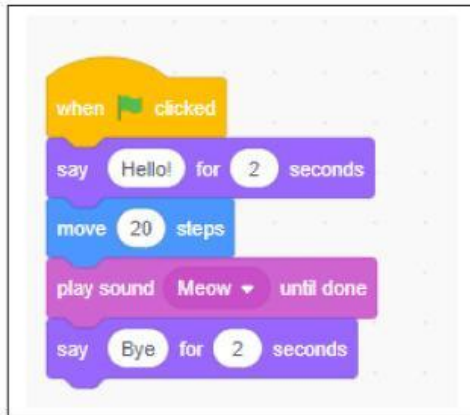 when clicked
say Hello! for 2 seconds
move 20 steps
play sound Meow until done
say Bye for 2 seconds